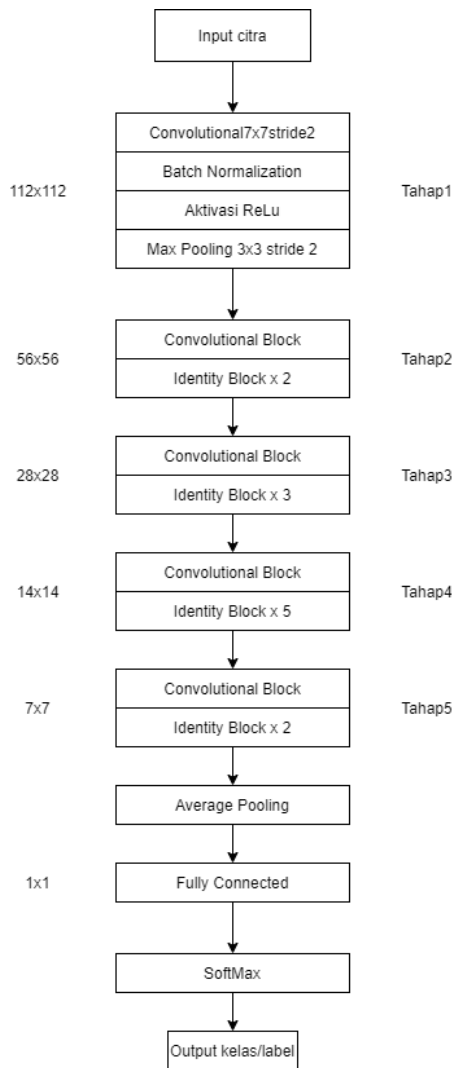 Input citra
Convolutional7x7stride2
Batch Normalization
112x112
Aktivasi ReLu
Tahap1
Max Pooling 3x3 stride 2
Convolutional Block
56x56
Tahap2
Identity Block x 2
Convolutional Block
28x28
Tahap3
Identity Block x 3
Convolutional Block
14x14
Tahap4
Identity Block x 5
Convolutional Block
7x7
Tahap5
Identity Block x 2
Average Pooling
1x1
Fully Connected
SoftMax
Output kelas/label